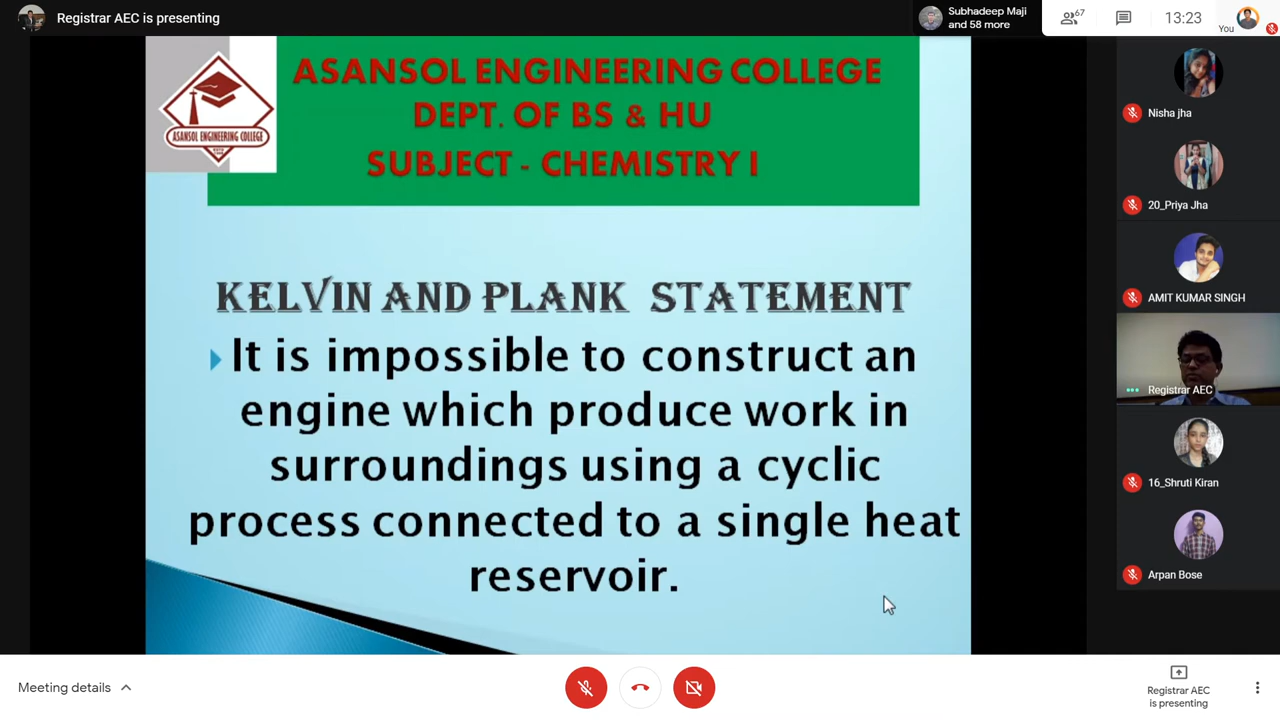 Registrar AEC is presenting
Subhadeep Maji
and 58 more
67
13:23
You
ASANSOL ENGINEERING COLLEGE
DEPT. OF BS & HU
SUBJECT - CHEMISTRY I
ASANSOL ENGINEERING COLLEGE
KELVIN AND PLANK STATEMENT
It is impossible to construct an
engine which produce work in
surroundings using a cyclic
process connected to a single heat
reservoir.
Nisha jha
20_Priya Jha
AMIT KUMAR SINGH
Registrar AEC
16_Shruti Kiran
Arpan Bose
Meeting details
Registrar AEC
is presenting